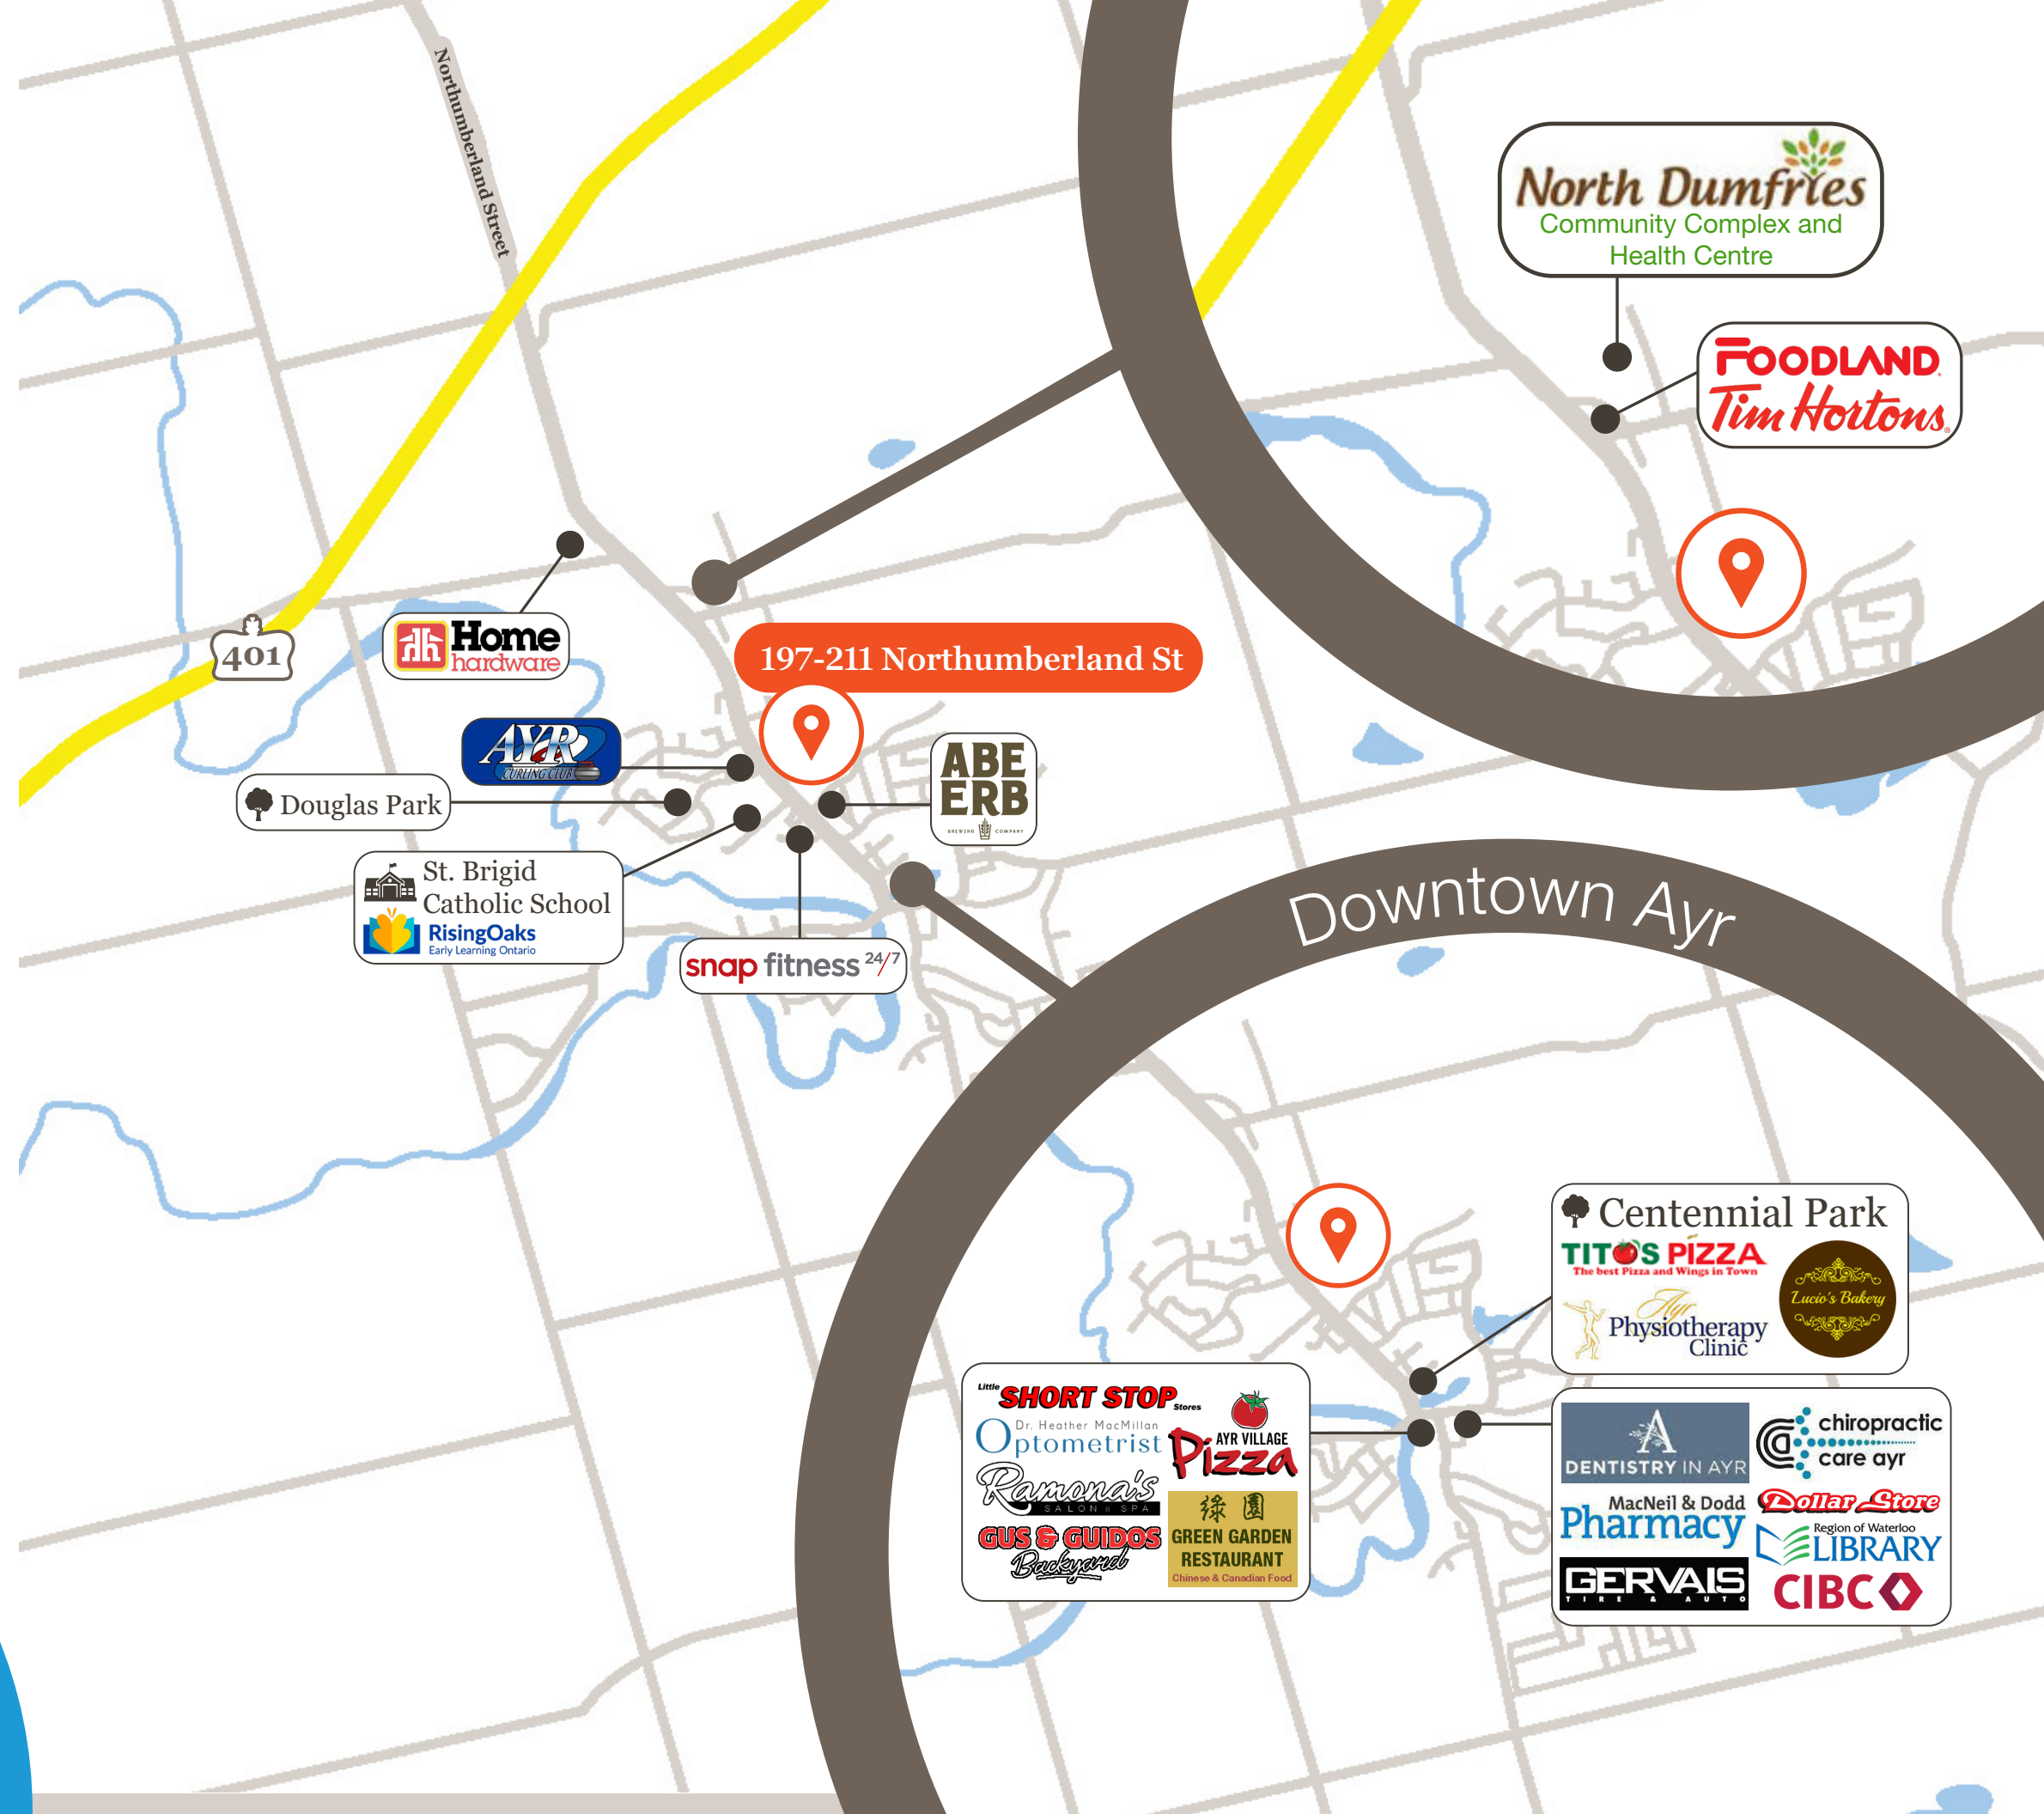 Northumberland Street
North Dumfries
Community Complex and
Health Centre
FOODLAND
Tim Hortons
401
Home
hardware
197-211 Northumberland St
AYR
CURLING CLUB
Douglas Park
ABE
ERB
BREWING COMPANY
St. Brigid
Catholic School
RisingOaks
Early Learning Ontario
snap fitness 24/7
Downtown Ayr
Centennial Park
TITO'S PIZZA
The best Pizza and Wings in Town
Ayr
Physiotherapy
Clinic
Lucio's Bakery
Little SHORT STOP Stores
Dr. Heather MacMillan
Optometrist
AYR VILLAGE
Pizza
Ramona's
SALON & SPA
GUS & GUIDOS
Backyard
綠園
GREEN GARDEN
RESTAURANT
Chinese & Canadian Food
A
DENTISTRY IN AYR
chiropractic
care ayr
MacNeil & Dodd
Pharmacy
Dollar Store
Region of Waterloo
LIBRARY
GERVAIS
TIRE & AUTO
CIBC